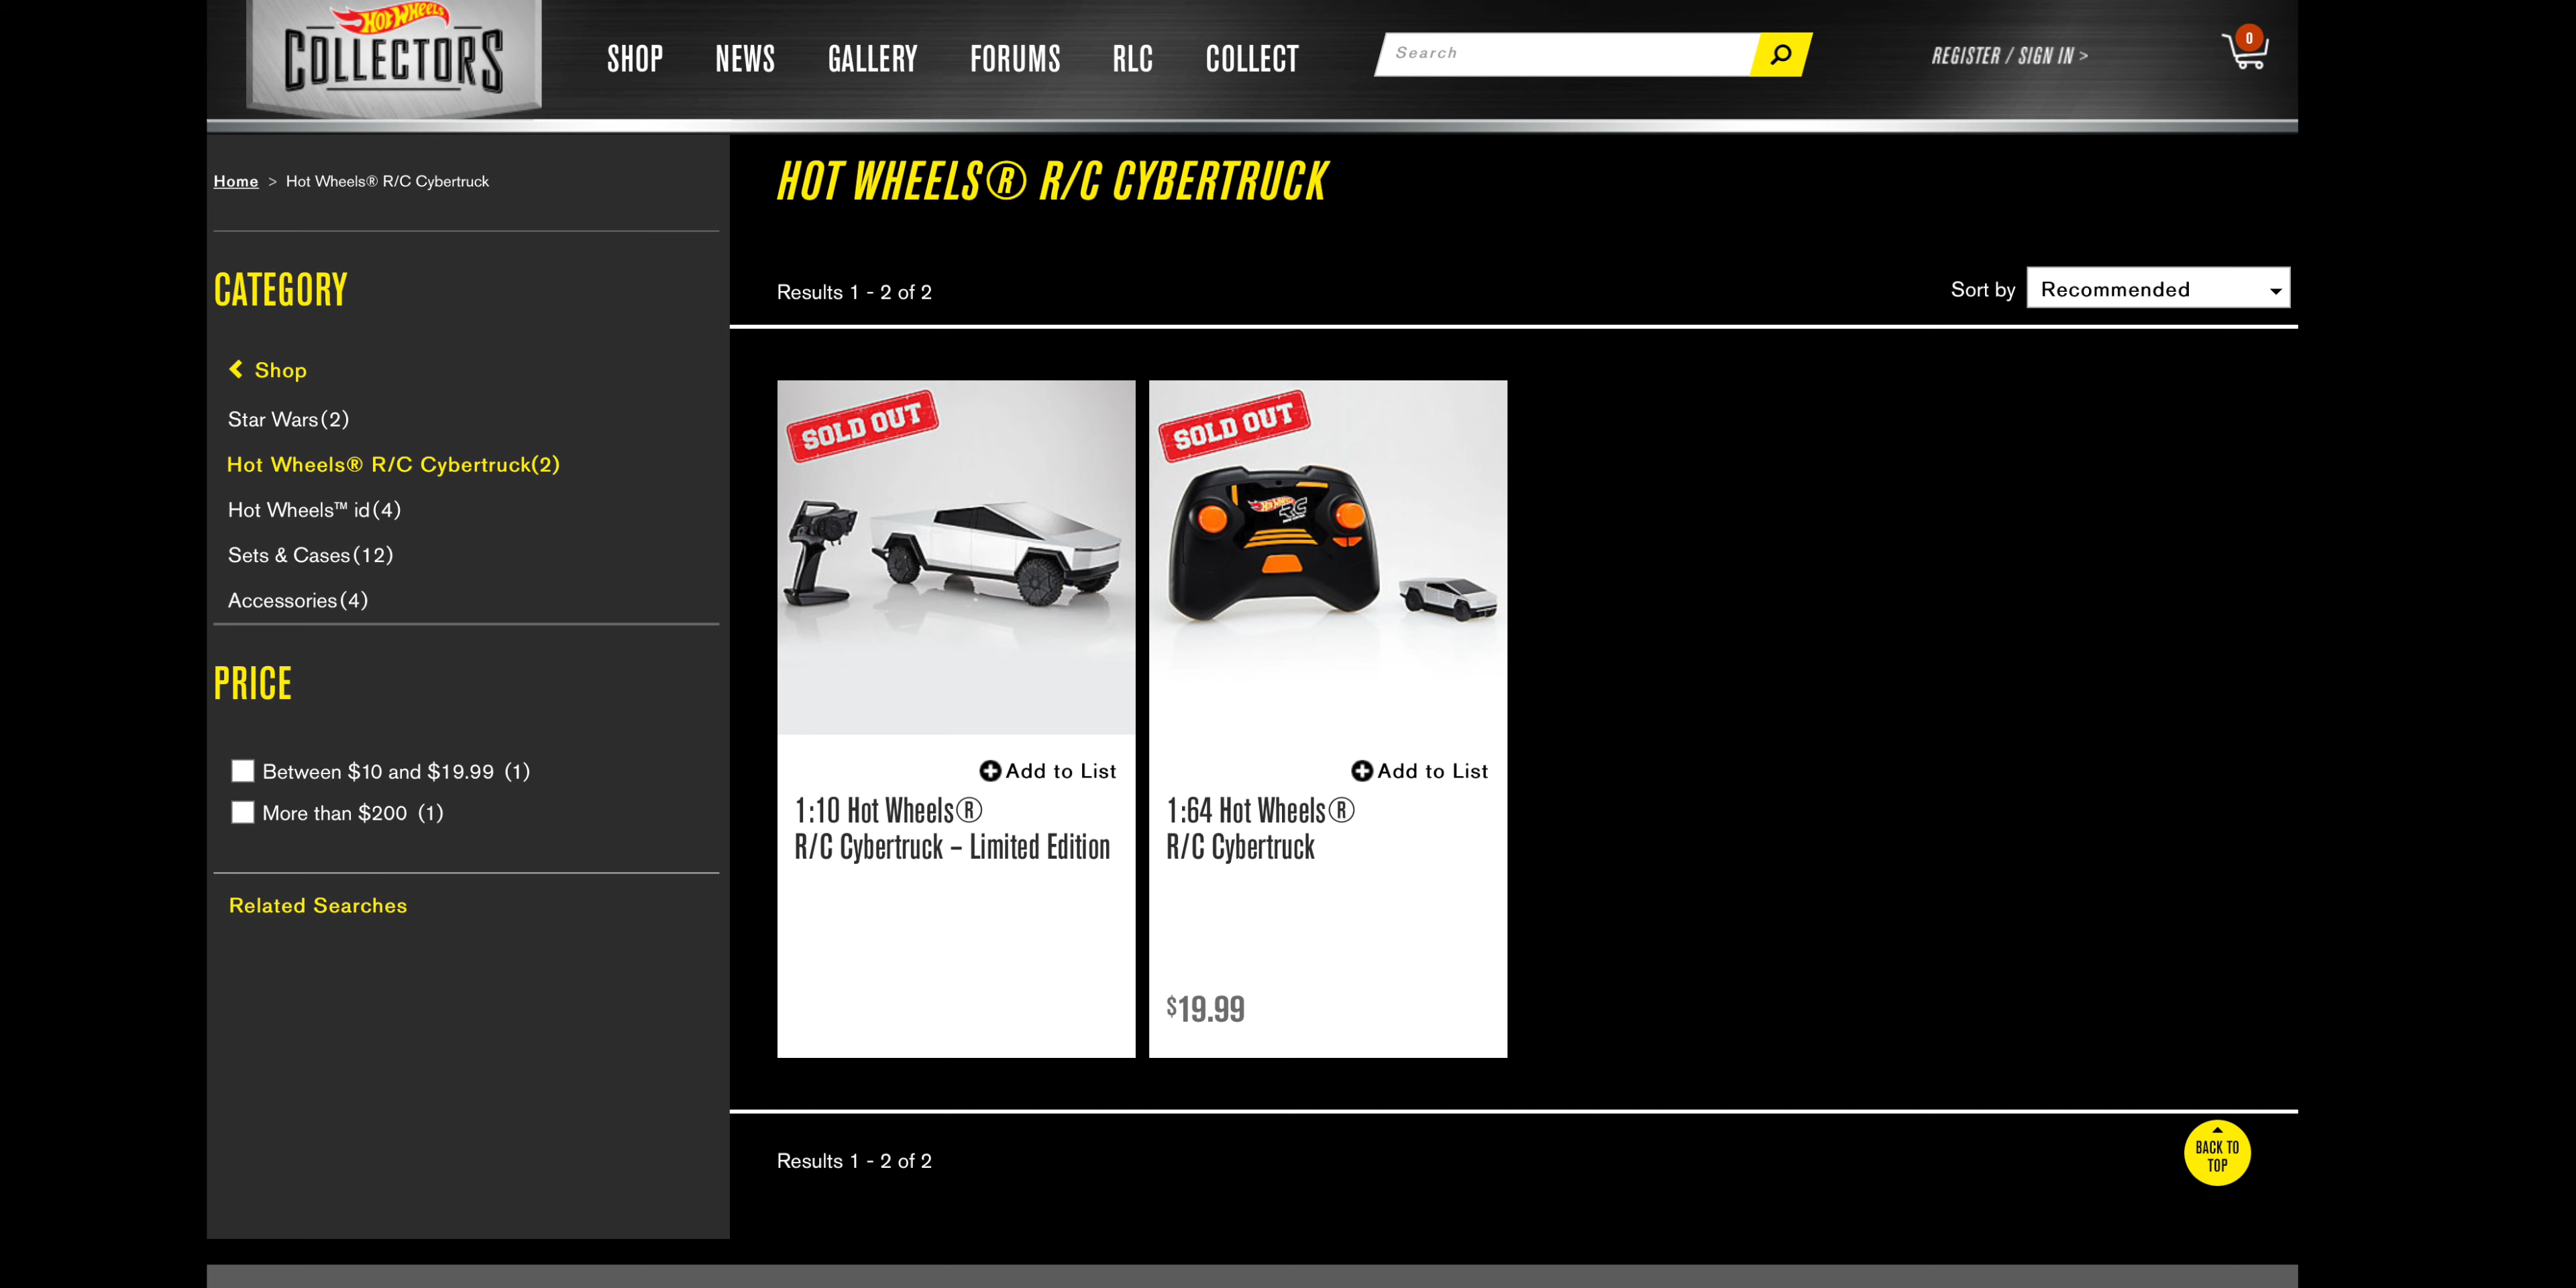 Hot Wheels
COLLECTORS
SHOP
NEWS
GALLERY
FORUMS
RLC
COLLECT
Search
REGISTER / SIGN IN >
0
Home > Hot Wheels® R/C Cybertruck
CATEGORY
Shop
Star Wars(2)
Hot Wheels® R/C Cybertruck(2)
Hot Wheels™ id(4)
Sets & Cases(12)
Accessories(4)
PRICE
Between $10 and $19.99 (1)
More than $200 (1)
Related Searches
HOT WHEELS® R/C CYBERTRUCK
Results 1 - 2 of 2
Sort by
Recommended
SOLD OUT
Add to List
1:10 Hot Wheels®
R/C Cybertruck – Limited Edition
SOLD OUT
Hot Wheels
RC
Add to List
1:64 Hot Wheels®
R/C Cybertruck
$19.99
Results 1 - 2 of 2
BACK TO
TOP